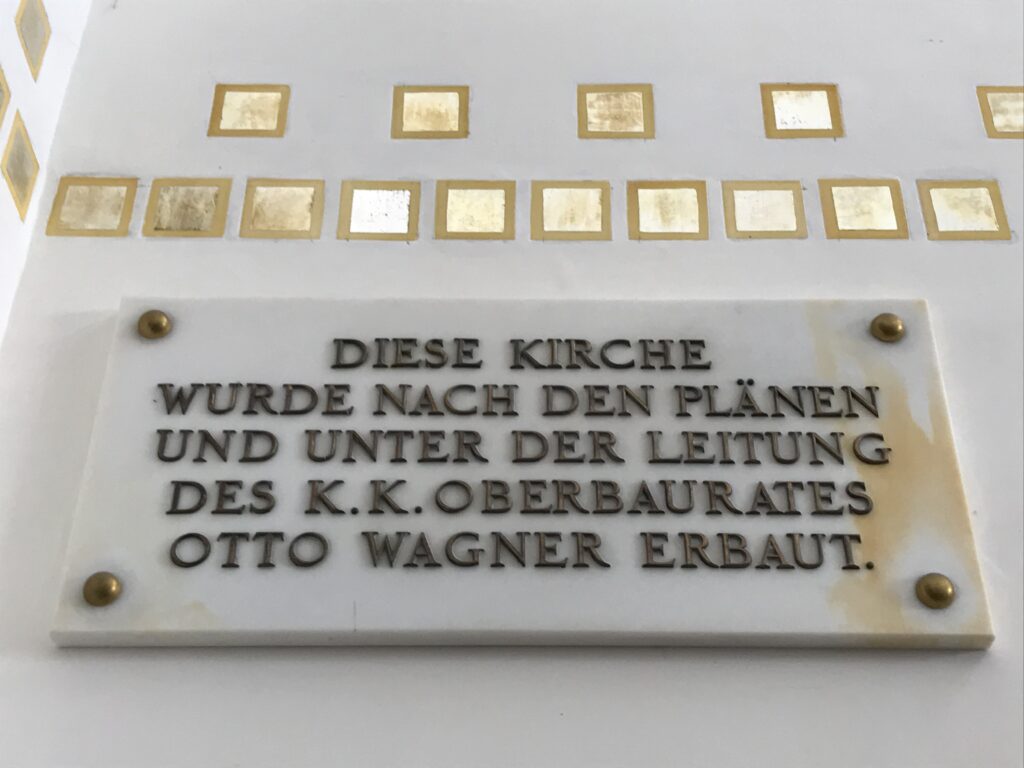 DIESE KIRCHE
WURDE NACH DEN PLÄNEN
UND UNTER DER LEITUNG
DES K.K. OBERBAURATES
OTTO WAGNER ERBAUT.